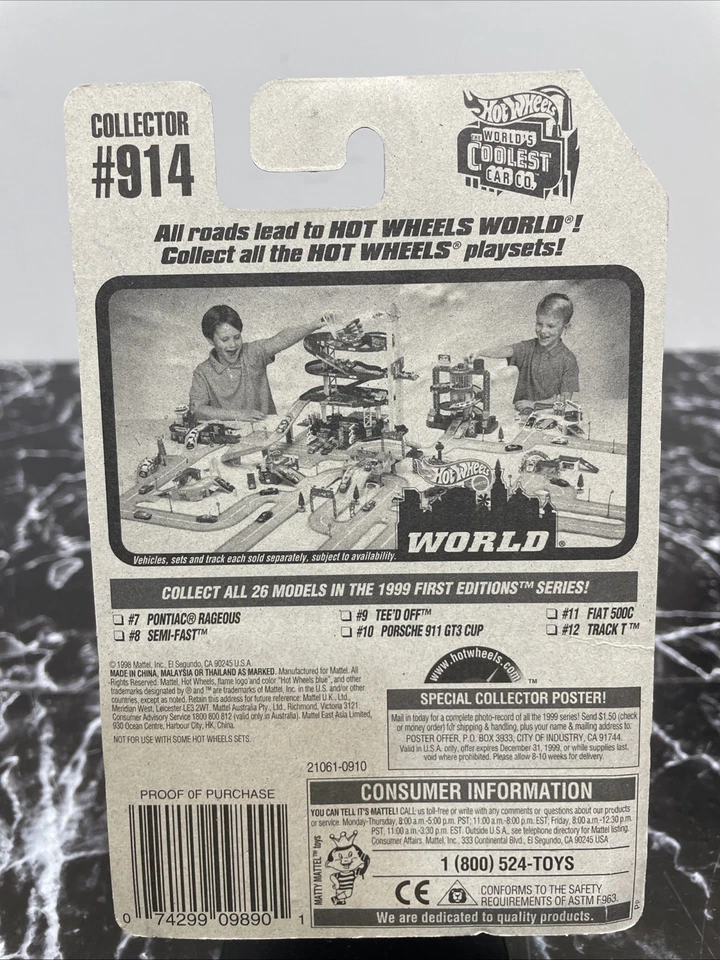 COLLECTOR
#914
Hot Wheels
THE WORLD'S
COOLEST
CAR CO.
All roads lead to HOT WHEELS WORLD®!
Collect all the HOT WHEELS® playsets!
Hot Wheels
WORLD®
Vehicles, sets and track each sold separately, subject to availability.
COLLECT ALL 26 MODELS IN THE 1999 FIRST EDITIONS™ SERIES!
#7 PONTIAC® RAGEOUS
#8 SEMI-FAST™
#9 TEE'D OFF™
#10 PORSCHE 911 GT3 CUP
#11 FIAT 500C
#12 TRACK T™
© 1998 Mattel, Inc., El Segundo, CA 90245 U.S.A.
MADE IN CHINA, MALAYSIA OR THAILAND AS MARKED. Manufactured for Mattel. All
Rights Reserved. Mattel, Hot Wheels, flame logo and color "Hot Wheels blue", and other
trademarks designated by ® and ™ are trademarks of Mattel, Inc. in the U.S. and/or other
countries, except as noted. Retain this address for future reference: Mattel U.K., Ltd.,
Meridian West, Leicester LE3 2WT. Mattel Australia Pty., Ltd., Richmond, Victoria 3121.
Consumer Advisory Service 1800 800 812 (valid only in Australia). Mattel East Asia Limited,
930 Ocean Centre, Harbour City, HK, China.
NOT FOR USE WITH SOME HOT WHEELS SETS.
21061-0910
www.hotwheels.com
™
SPECIAL COLLECTOR POSTER!
Mail in today for a complete photo-record of all the 1999 series! Send $1.50 (check
or money order) for shipping & handling, plus your name & mailing address to:
POSTER OFFER, P.O. BOX 3933, CITY OF INDUSTRY, CA 91744.
Valid in U.S.A. only, offer expires December 31, 1999, or while supplies last,
void where prohibited. Please allow 8-10 weeks for delivery.
PROOF OF PURCHASE
0 74299 09890 1
CONSUMER INFORMATION
YOU CAN TELL IT'S MATTEL! CALL us toll-free or write with any comments or questions about our products
or service. Monday-Thursday, 8:00 a.m.-5:00 p.m. PST; 11:00 a.m.-8:00 p.m. EST; Friday, 8:00 a.m.-12:30 p.m.
PST, 11:00 a.m.-3:30 p.m. EST. Outside U.S.A., see telephone directory for Mattel listing.
Consumer Affairs, Mattel, Inc., 333 Continental Blvd., El Segundo, CA 90245 USA
MATTY MATTEL™ toys
1 (800) 524-TOYS
CE
CONFORMS TO THE SAFETY
REQUIREMENTS OF ASTM F963.
We are dedicated to quality products.